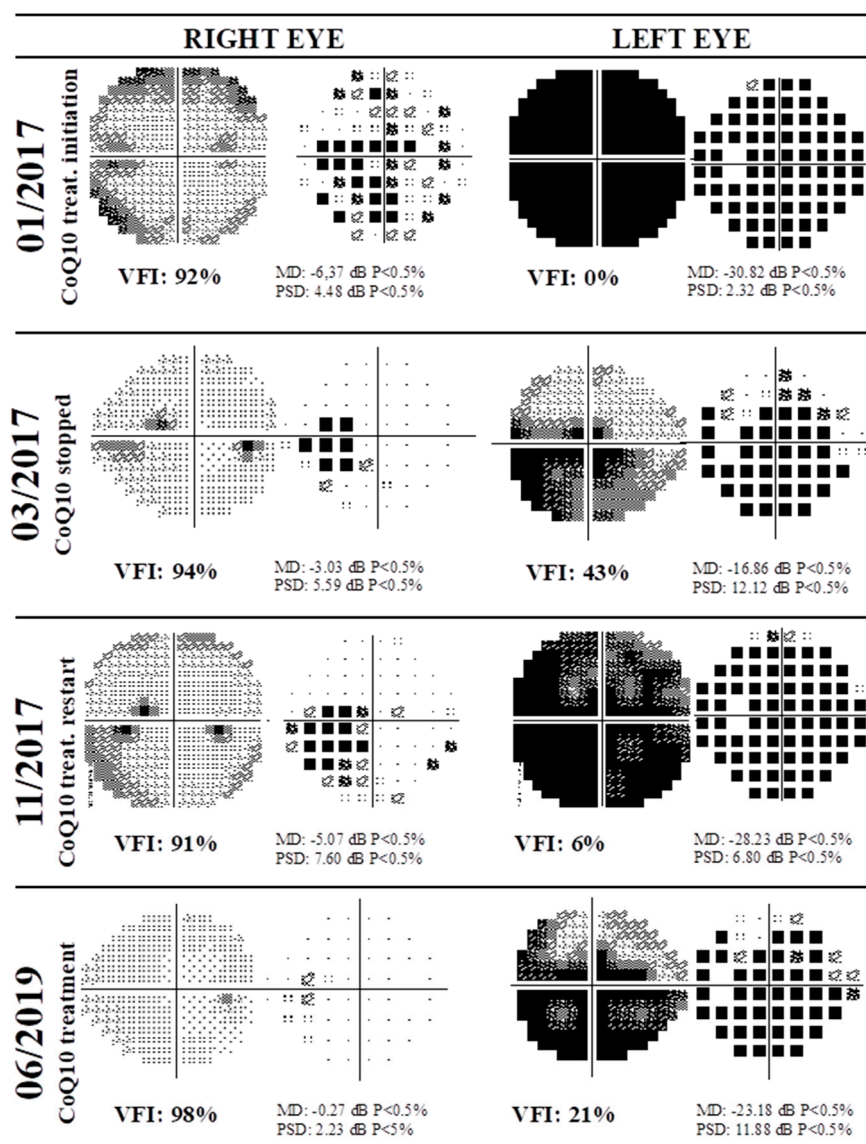 RIGHT EYE
LEFT EYE
01/2017
CoQ10 treat. initiation
VFI: 92%
MD: -6,37 dB P<0.5%
PSD: 4.48 dB P<0.5%
VFI: 0%
MD: -30.82 dB P<0.5%
PSD: 2.32 dB P<0.5%
03/2017
CoQ10 stopped
VFI: 94%
MD: -3.03 dB P<0.5%
PSD: 5.59 dB P<0.5%
VFI: 43%
MD: -16.86 dB P<0.5%
PSD: 12.12 dB P<0.5%
11/2017
CoQ10 treat. restart
VFI: 91%
MD: -5.07 dB P<0.5%
PSD: 7.60 dB P<0.5%
VFI: 6%
MD: -28.23 dB P<0.5%
PSD: 6.80 dB P<0.5%
06/2019
CoQ10 treatment
VFI: 98%
MD: -0.27 dB P<0.5%
PSD: 2.23 dB P<5%
VFI: 21%
MD: -23.18 dB P<0.5%
PSD: 11.88 dB P<0.5%